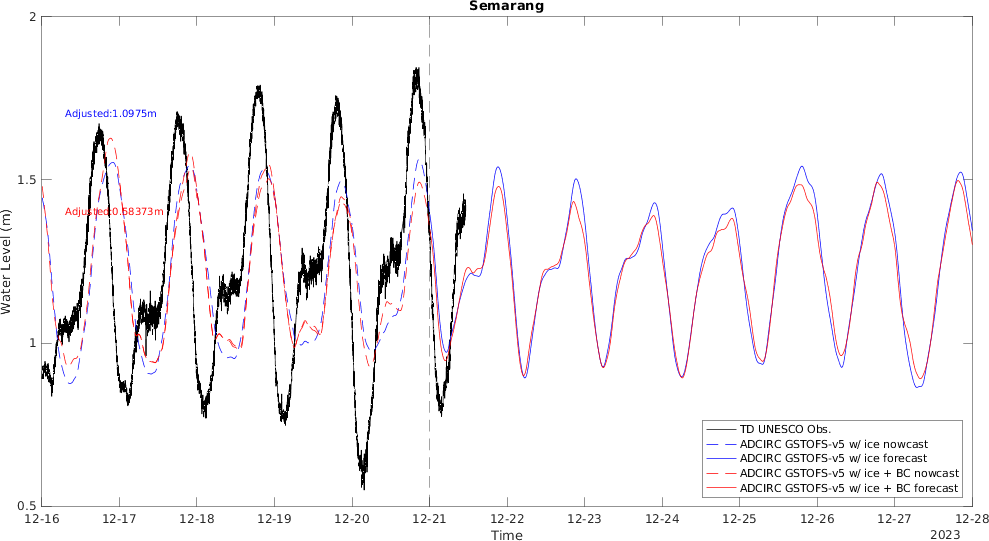 Semarang
2
1.5
1
0.5
Water Level (m)
Adjusted:1.0975m
Adjusted:0.68373m
TD UNESCO Obs.
ADCIRC GSTOFS-v5 w/ ice nowcast
ADCIRC GSTOFS-v5 w/ ice forecast
ADCIRC GSTOFS-v5 w/ ice + BC nowcast
ADCIRC GSTOFS-v5 w/ ice + BC forecast
12-16 12-17 12-18 12-19 12-20 12-21 12-22 12-23 12-24 12-25 12-26 12-27 12-28
Time
2023